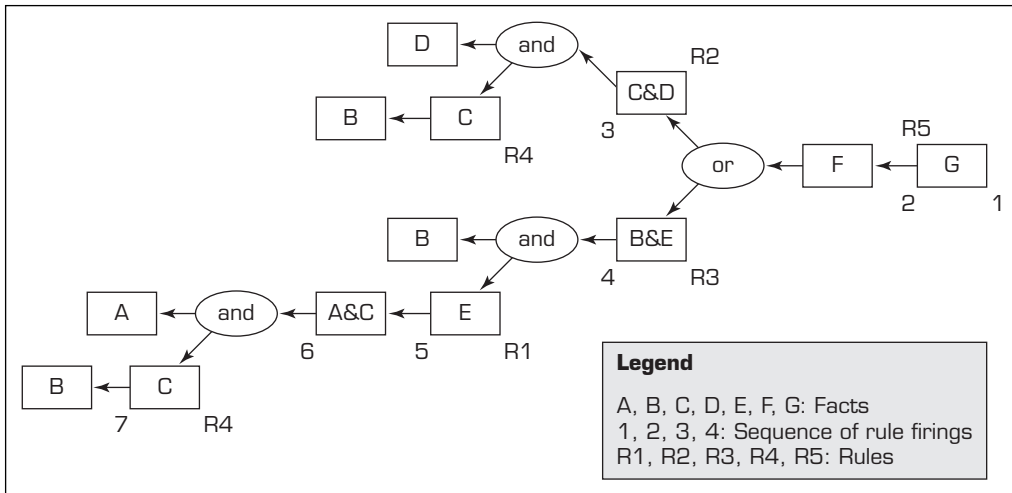 D
and
R2
C&D
B
C
3
R4
R5
or
F
G
2
1
B
and
B&E
4
R3
A
and
A&C
E
6
5
R1
B
C
7
R4
Legend
A, B, C, D, E, F, G: Facts
1, 2, 3, 4: Sequence of rule firings
R1, R2, R3, R4, R5: Rules